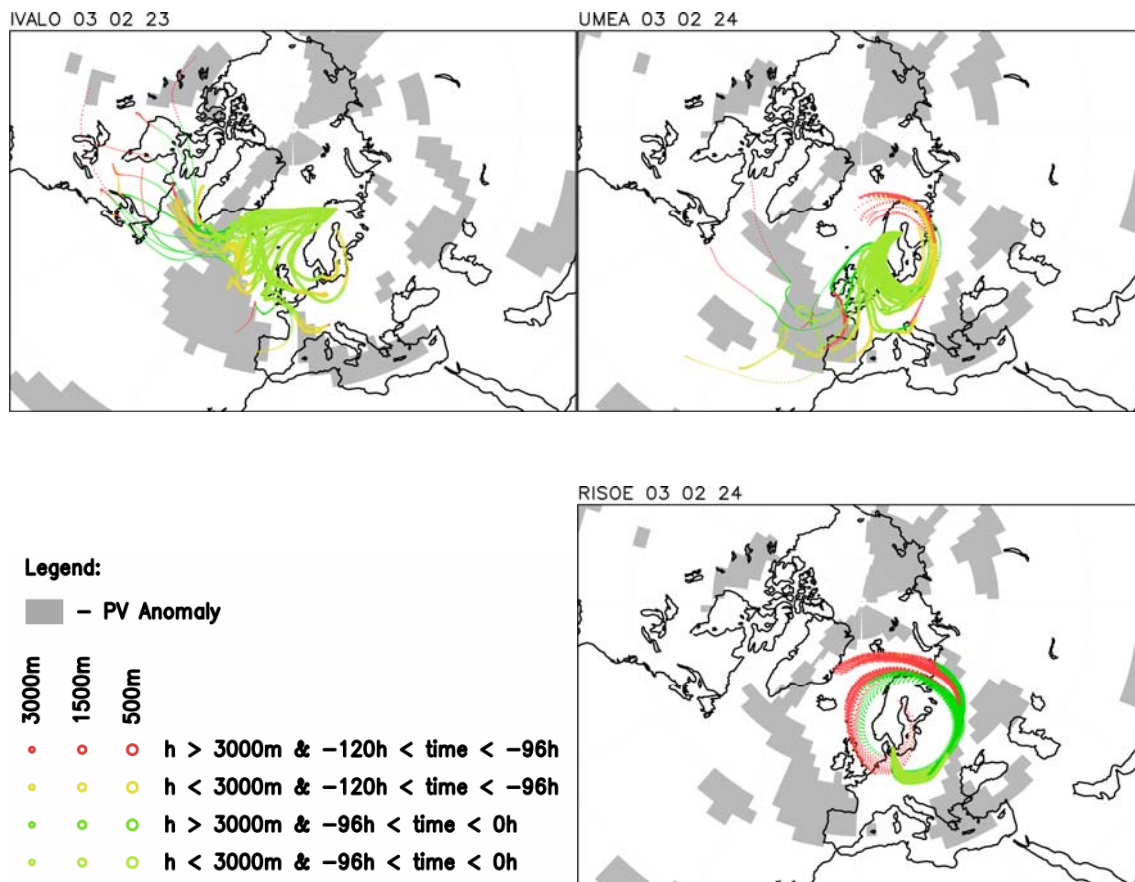 IVALO 03 02 23
UMEA 03 02 24
RISOE 03 02 24
Legend:
– PV Anomaly
3000m
1500m
500m
h > 3000m & –120h < time < –96h
h < 3000m & –120h < time < –96h
h > 3000m & –96h < time < 0h
h < 3000m & –96h < time < 0h